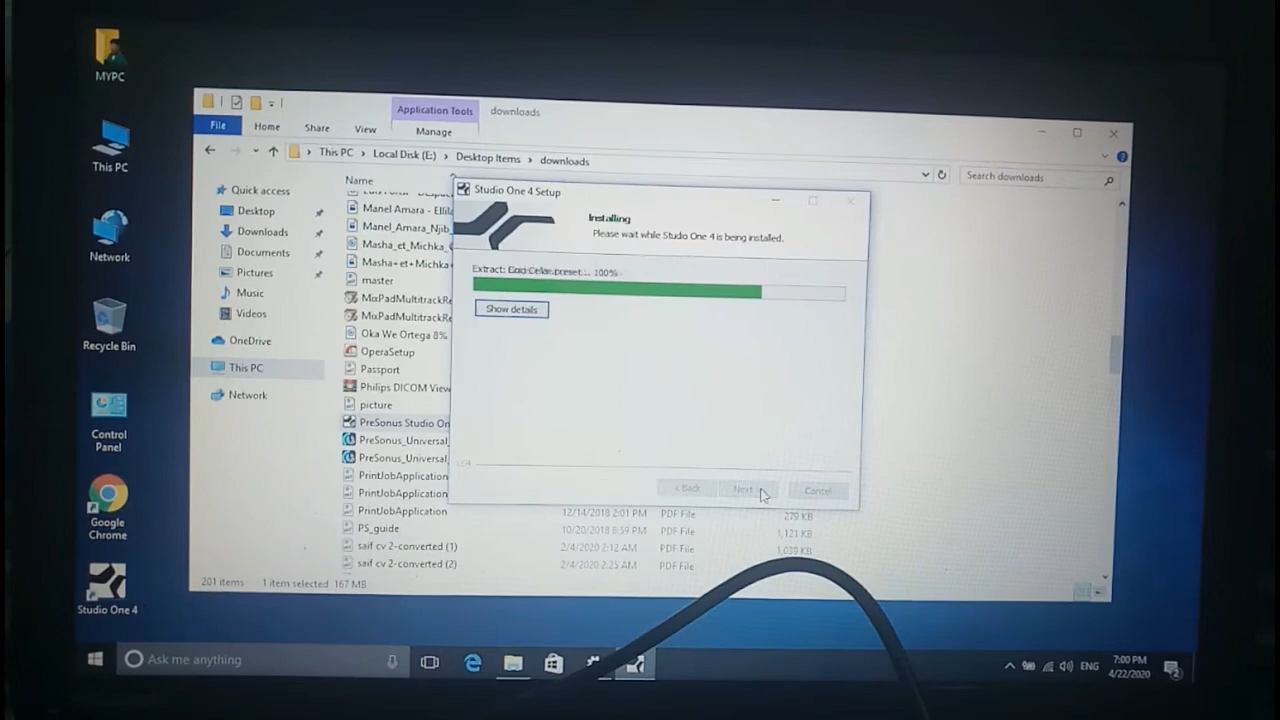 MYPC
This PC
Network
Recycle Bin
Control
Panel
Google
Chrome
Studio One 4
Application Tools
downloads
File
Home
Share
View
Manage
This PC
Local Disk (E:)
Desktop Items
downloads
Search downloads
Quick access
Desktop
Downloads
Documents
Pictures
Music
Videos
OneDrive
This PC
Network
Name
Manel Amara - Ellila
Manel_Amara_Njib_
Masha_et_Michka_
Masha+et+Michka
master
MixPadMultitrackRe
MixPadMultitrackRe
Oka We Ortega 8%
OperaSetup
Passport
Philips DICOM View
picture
PreSonus Studio On
PreSonus_Universal_
PreSonus_Universal_
PrintJobApplication
PrintJobApplication
PrintJobApplication 12/14/2018 2:01 PM PDF File 279 KB
PS_guide 10/20/2018 8:59 PM PDF File 1,121 KB
saif cv 2-converted (1) 2/4/2020 2:12 AM PDF File 1,039 KB
saif cv 2-converted (2) 2/4/2020 2:25 AM PDF File
201 items 1 item selected 167 MB
Studio One 4 Setup
Installing
Please wait while Studio One 4 is being installed.
Extract: 100%
Show details
x64
< Back
Next
Cancel
Ask me anything
ENG
7:00 PM
4/22/2020
2